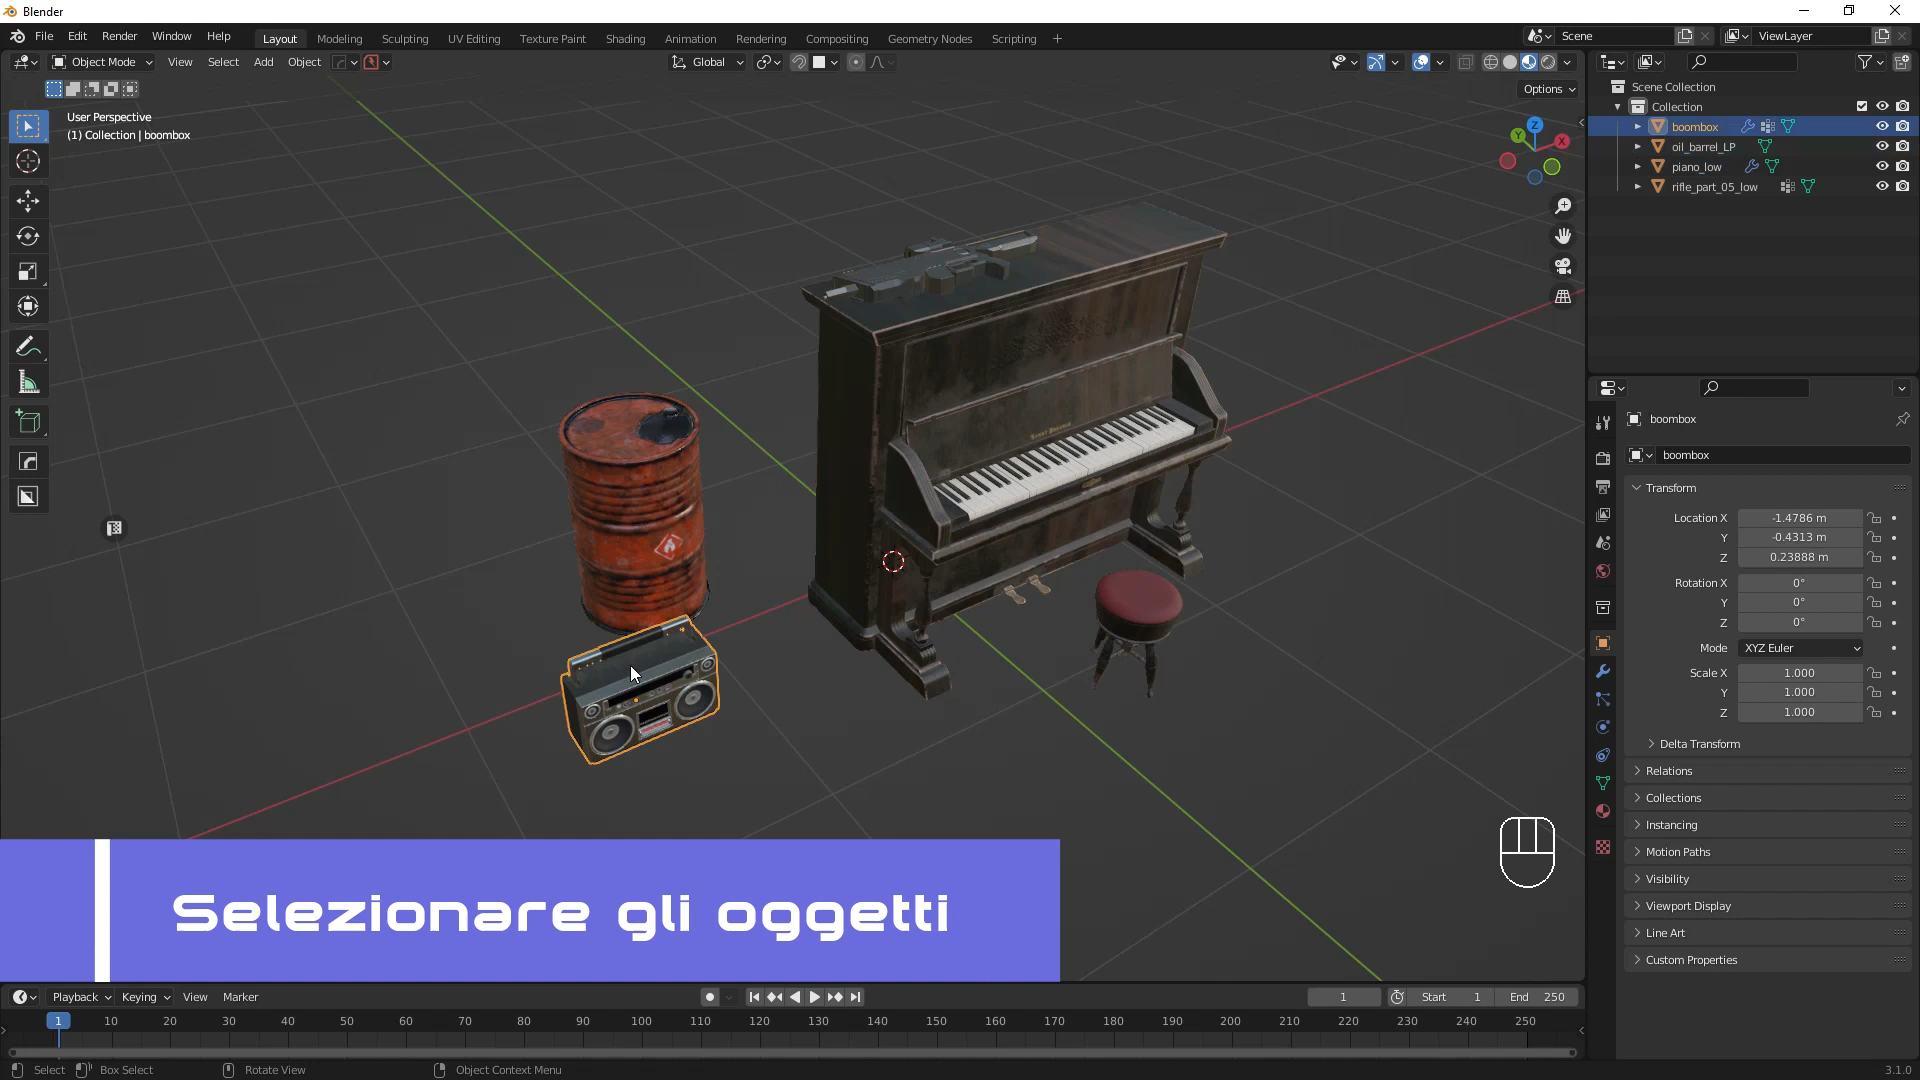 Blender
File Edit Render Window Help
Layout Modeling Sculpting UV Editing Texture Paint Shading Animation Rendering Compositing Geometry Nodes Scripting +
Scene
ViewLayer
Object Mode View Select Add Object
Global
Options
User Perspective
(1) Collection | boombox
Z
Y
X
Scene Collection
Collection
boombox
oil_barrel_LP
piano_low
rifle_part_05_low
boombox
boombox
Transform
Location X -1.4786 m
Y -0.4313 m
Z 0.23888 m
Rotation X 0°
Y 0°
Z 0°
Mode XYZ Euler
Scale X 1.000
Y 1.000
Z 1.000
Delta Transform
Relations
Collections
Instancing
Motion Paths
Visibility
Viewport Display
Line Art
Custom Properties
Selezionare gli oggetti
Playback Keying View Marker
1 Start 1 End 250
1 10 20 30 40 50 60 70 80 90 100 110 120 130 140 150 160 170 180 190 200 210 220 230 240 250
Select Box Select Rotate View Object Context Menu
3.1.0